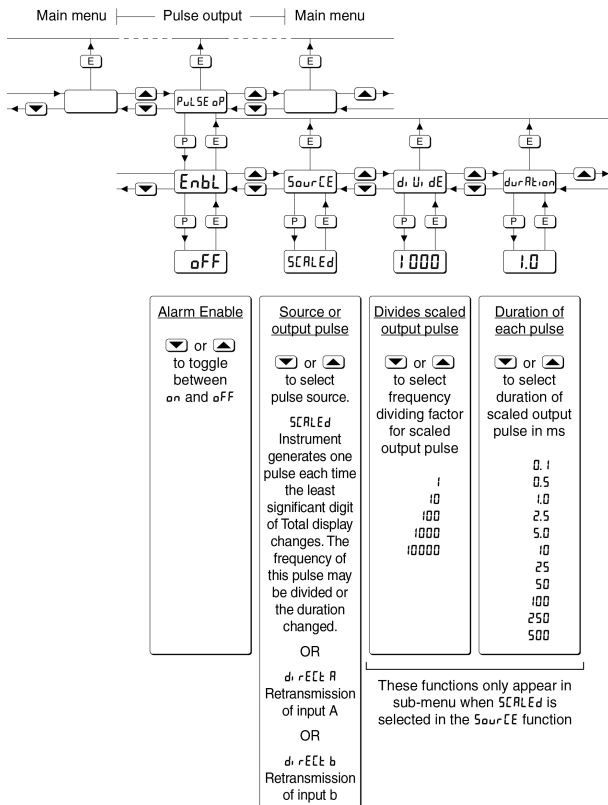 Main menu Pulse output Main menu
E E E
PuLSE oP
P E E E E
EnbL SourCE diUidE durAtion
P E P E P E P E
oFF SCALEd 1000 1.0
Alarm Enable
▼ or ▲
to toggle
between
on and oFF
Source or
output pulse
▼ or ▲
to select
pulse source.
SCALEd
Instrument
generates one
pulse each time
the least
significant digit
of Total display
changes. The
frequency of
this pulse may
be divided or
the duration
changed.
OR
dirECt A
Retransmission
of input A
OR
dirECt b
Retransmission
of input b
Divides scaled
output pulse
▼ or ▲
to select
frequency
dividing factor
for scaled
output pulse
1
10
100
1000
10000
Duration of
each pulse
▼ or ▲
to select
duration of
scaled output
pulse in ms
0.1
0.5
1.0
2.5
5.0
10
25
50
100
250
500
These functions only appear in
sub-menu when SCALEd is
selected in the SourCE function